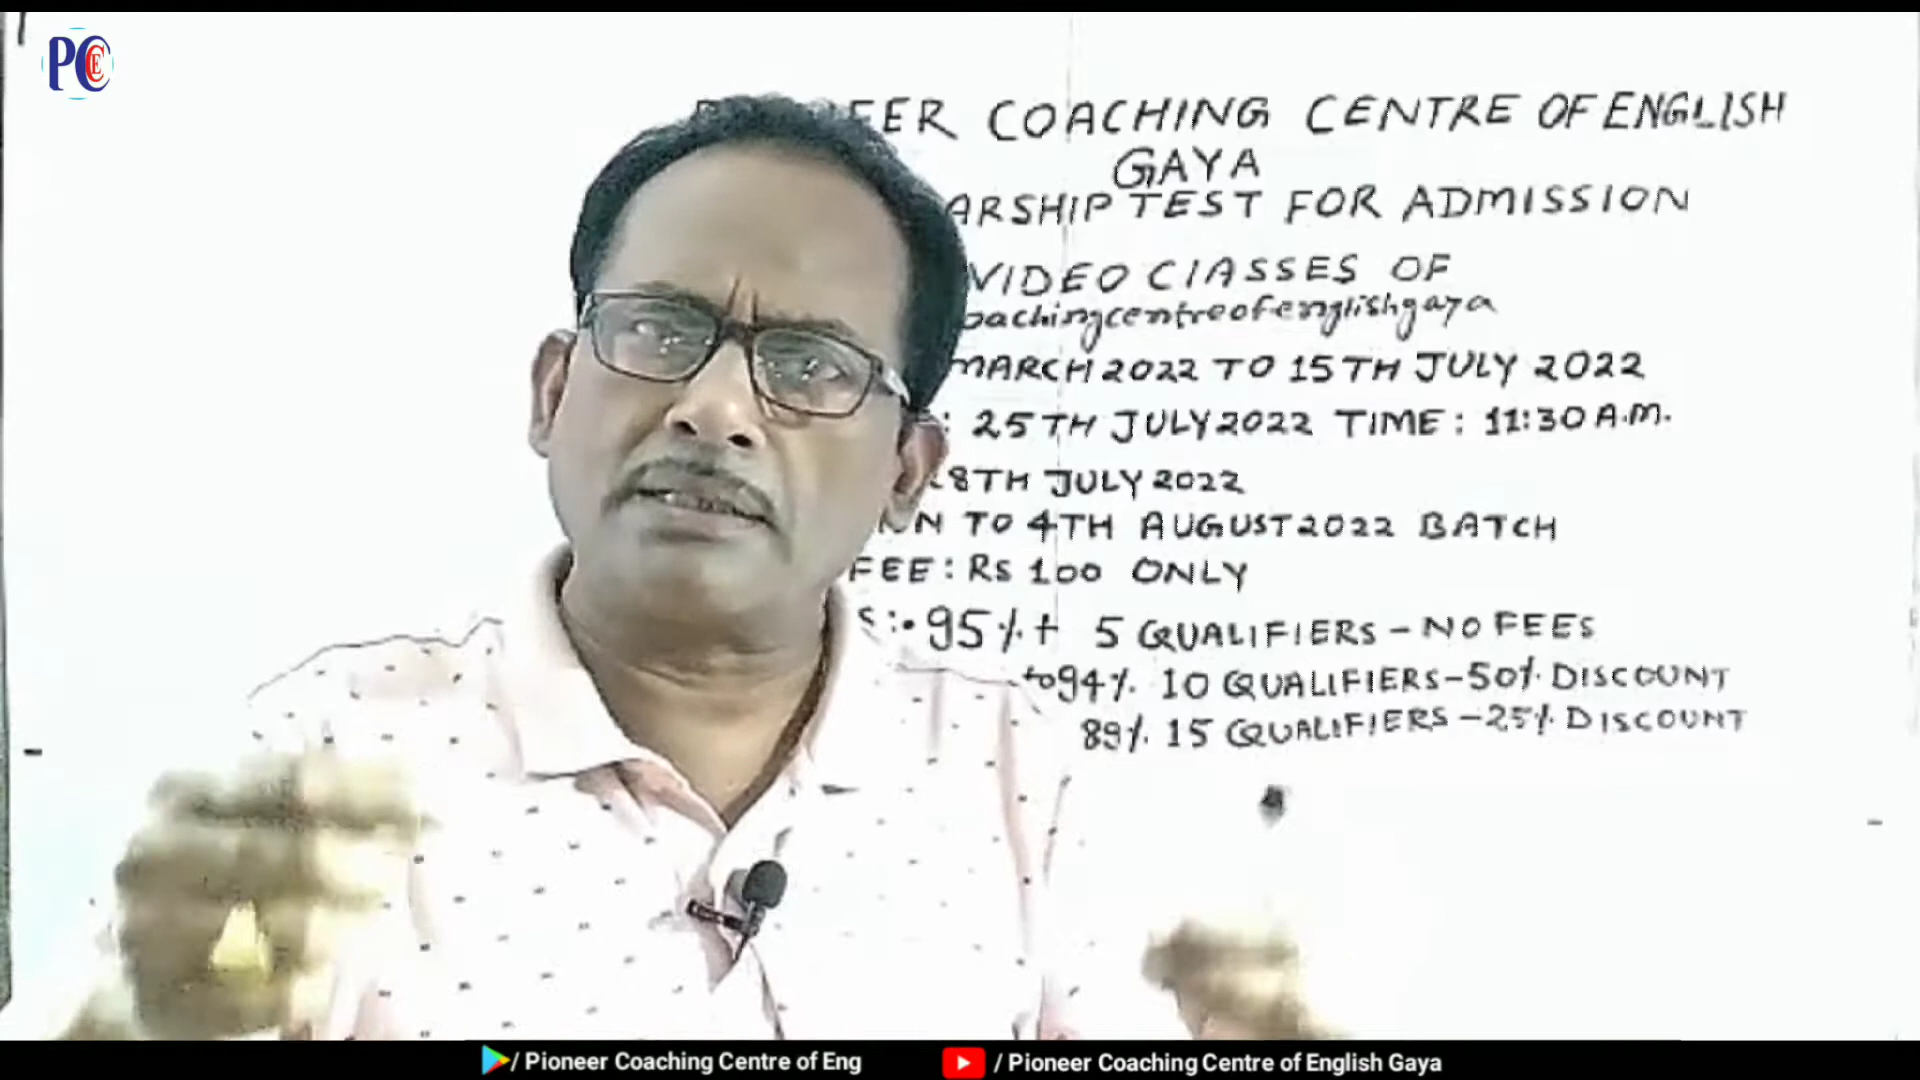 PCCE
COACHING CENTRE OF ENGLISH
GAYA
TEST FOR ADMISSION
VIDEO ClASSES OF
oachingcentreofenglishgaya
MARCH 2022 TO 15TH JULY 2022
: 25TH JULY 2022 TIME : 11:30 A.M.
8TH JULY 2022
TO 4TH AUGUST 2022 BATCH
FEE : Rs 100 ONLY
S :• 95%+ 5 QUALIFIERS - NO FEES
to 94% 10 QUALIFIERS - 50% DISCOUNT
89% 15 QUALIFIERS - 25% DISCOUNT
/ Pioneer Coaching Centre of Eng
/ Pioneer Coaching Centre of English Gaya